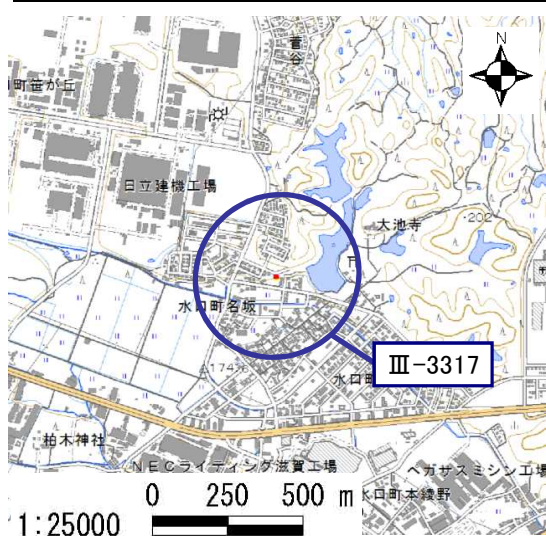 菅谷
N
町笹が丘
日立建機工場
大池寺
・202
水口町名坂
△174.6
Ⅲ-3317
水口町
柏木神社
NECライティング滋賀工場
ペガサスミシン工場
水口町本綾野
0 250 500 m
1:25000